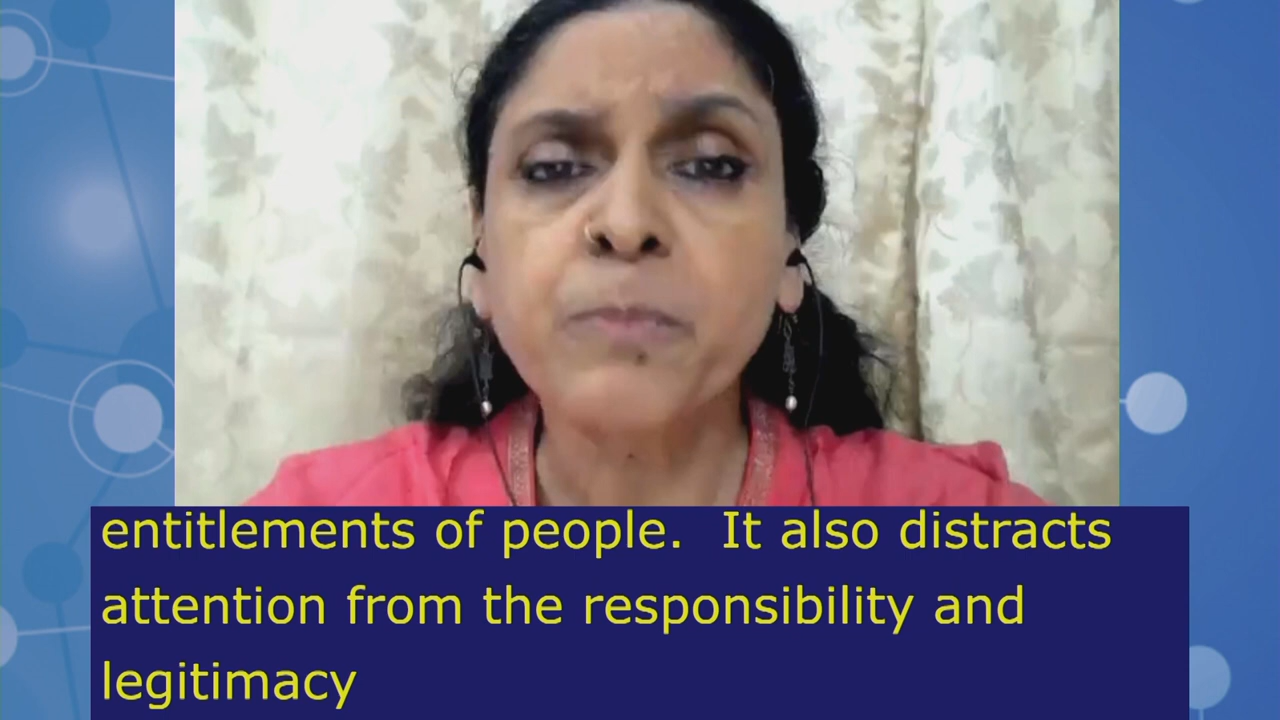 entitlements of people.  It also distracts
attention from the responsibility and
legitimacy